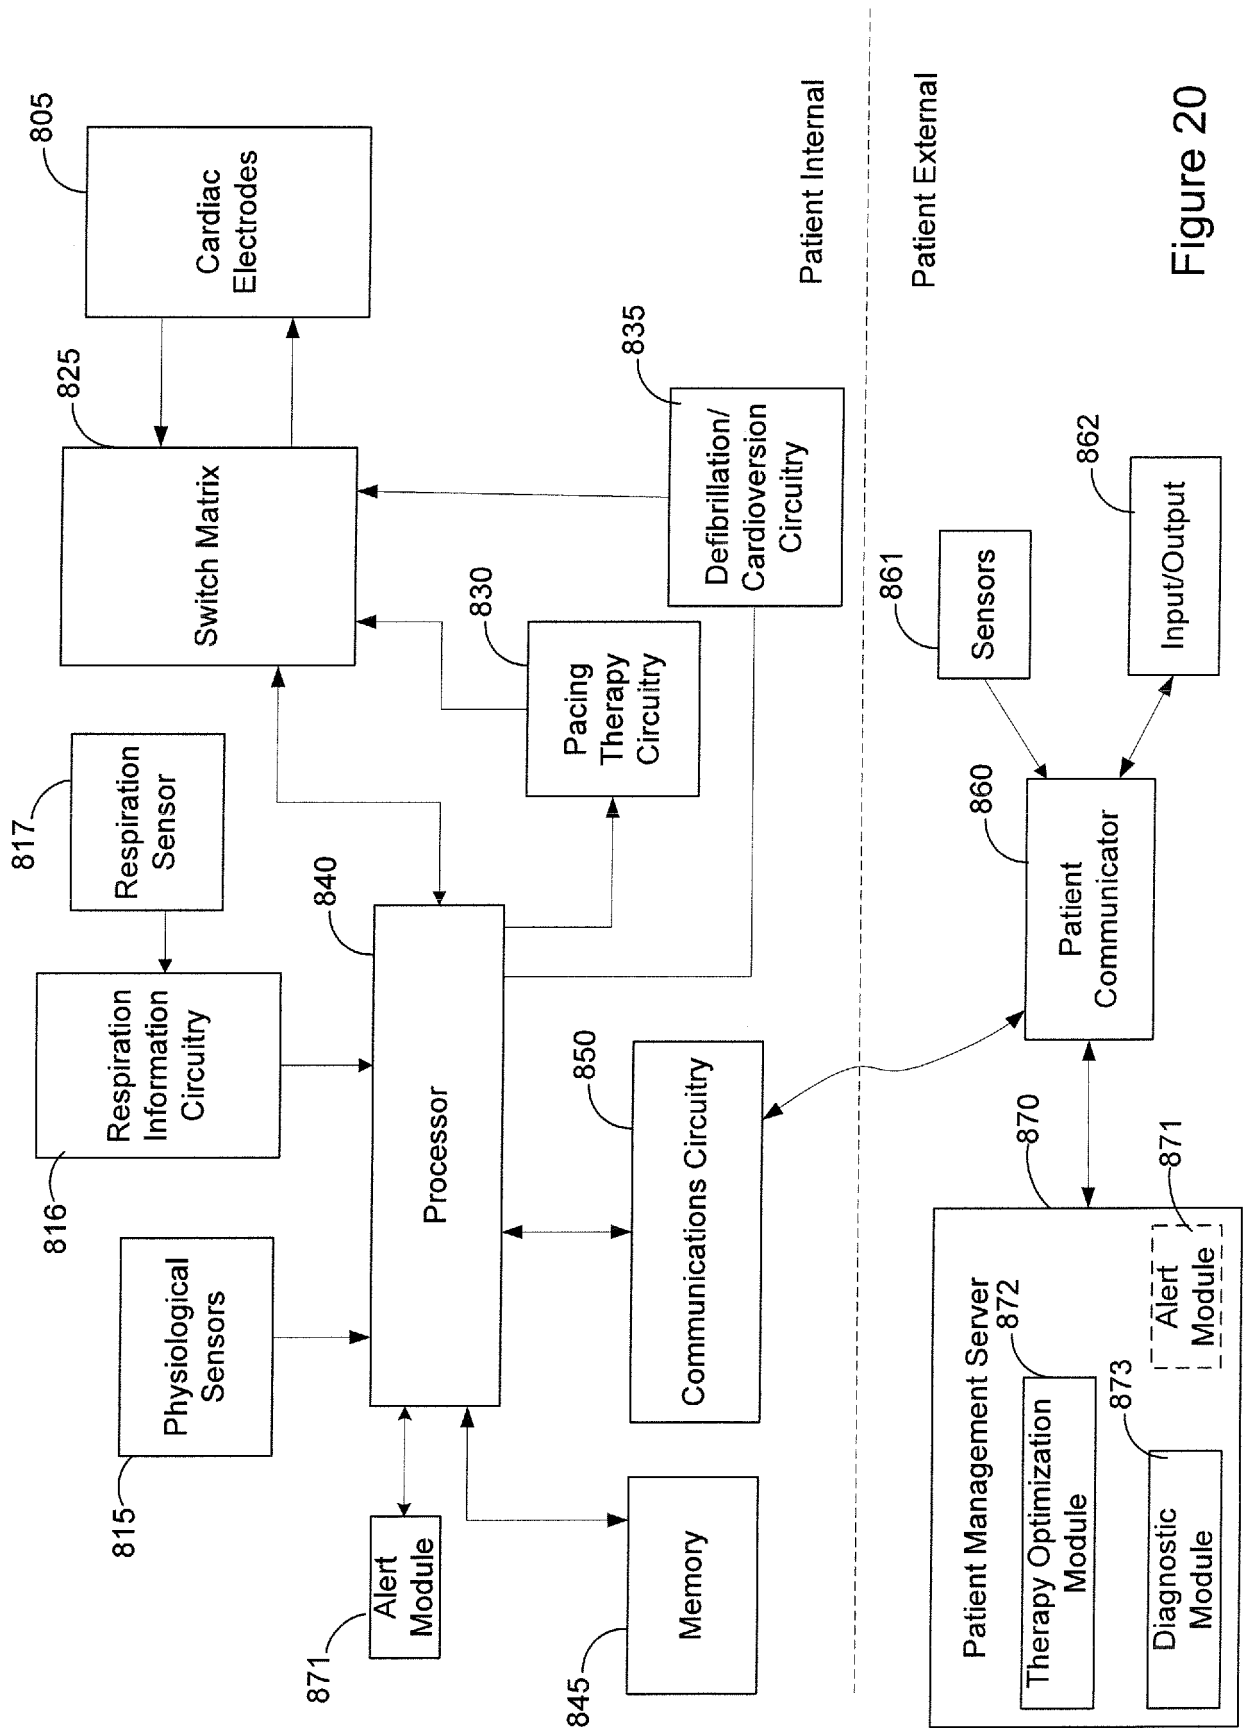 805
Cardiac
Electrodes
825
Switch Matrix
817
Respiration
Sensor
816
Respiration
Information
Circuitry
815
Physiological
Sensors
840
Processor
830
Pacing
Therapy
Circuitry
835
Defibrillation/
Cardioversion
Circuitry
871
Alert
Module
845
Memory
850
Communications Circuitry
Patient Internal
Patient External
870
Patient Management Server
872
Therapy Optimization
Module
873
Diagnostic
Module
871
Alert
Module
860
Patient
Communicator
861
Sensors
862
Input/Output
Figure 20